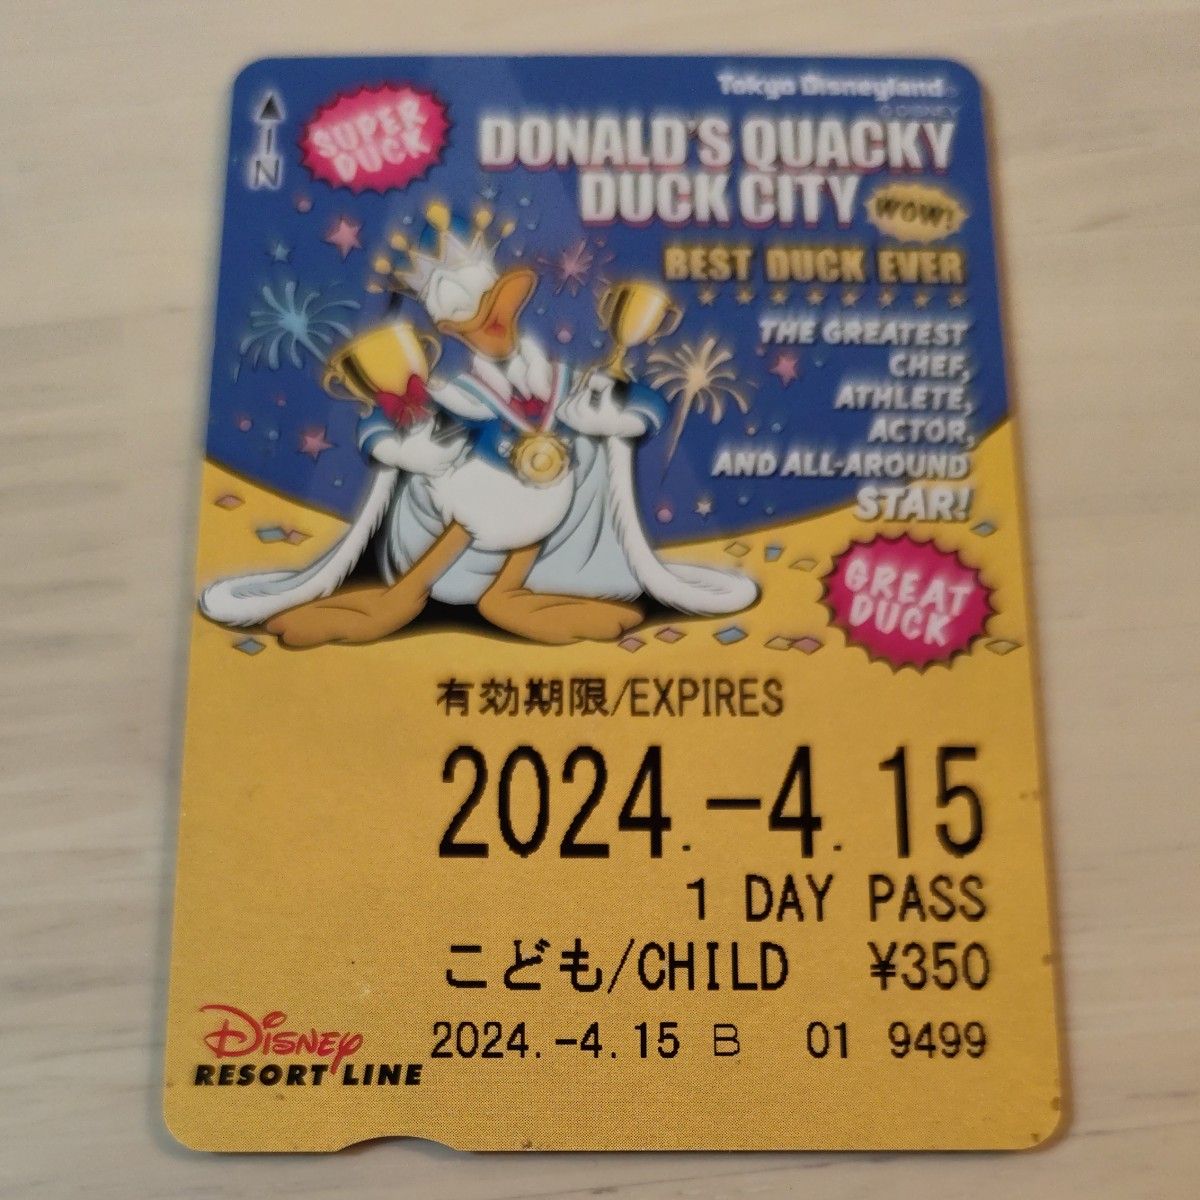 IN
SUPER
DUCK
Tokyo Disneyland
©DISNEY
DONALD'S QUACKY
DUCK CITY
WOW!
BEST DUCK EVER
THE GREATEST
CHEF,
ATHLETE,
ACTOR,
AND ALL-AROUND
STAR!
GREAT
DUCK
有効期限/EXPIRES
2024.-4.15
1 DAY PASS
こども/CHILD ¥350
2024.-4.15 B 01 9499
Disney
RESORT LINE